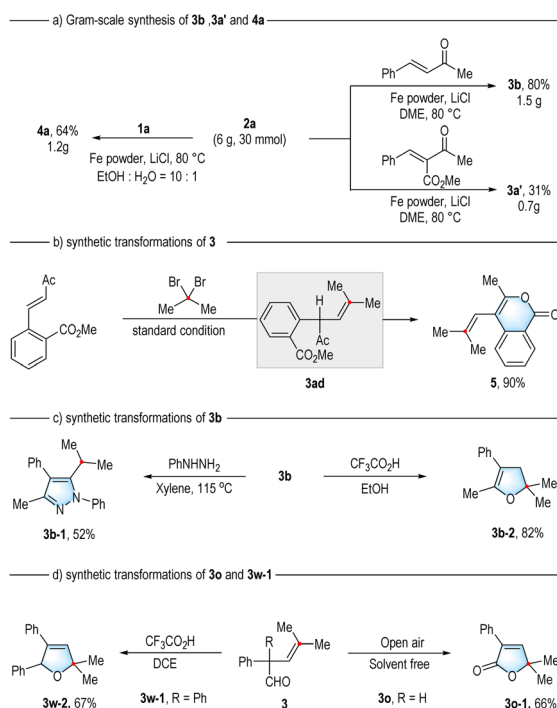 a) Gram-scale synthesis of 3b ,3a' and 4a
O
Ph
Me
3b, 80%
1.5 g
Fe powder, LiCl
DME, 80 °C
4a, 64%
1.2g
1a
2a
(6 g, 30 mmol)
Fe powder, LiCl, 80 °C
EtOH : H2O = 10 : 1
O
Ph
Me
CO2Me
Fe powder, LiCl
DME, 80 °C
3a', 31%
0.7g
b) synthetic transformations of 3
Ac
CO2Me
Br Br
Me Me
standard condition
H
Me
Me
Ac
CO2Me
3ad
Me
O
O
Me
Me
5, 90%
c) synthetic transformations of 3b
Me
Me
Ph
Me
N
N
Ph
3b-1, 52%
PhNHNH2
Xylene, 115 °C
3b
CF3CO2H
EtOH
Ph
Me
O
Me
Me
3b-2, 82%
d) synthetic transformations of 3o and 3w-1
Ph
Ph
O
Me
Me
3w-2, 67%
CF3CO2H
DCE
3w-1, R = Ph
R
Me
Me
Ph
CHO
3
Open air
Solvent free
3o, R = H
Ph
O
O
Me
Me
3o-1, 66%